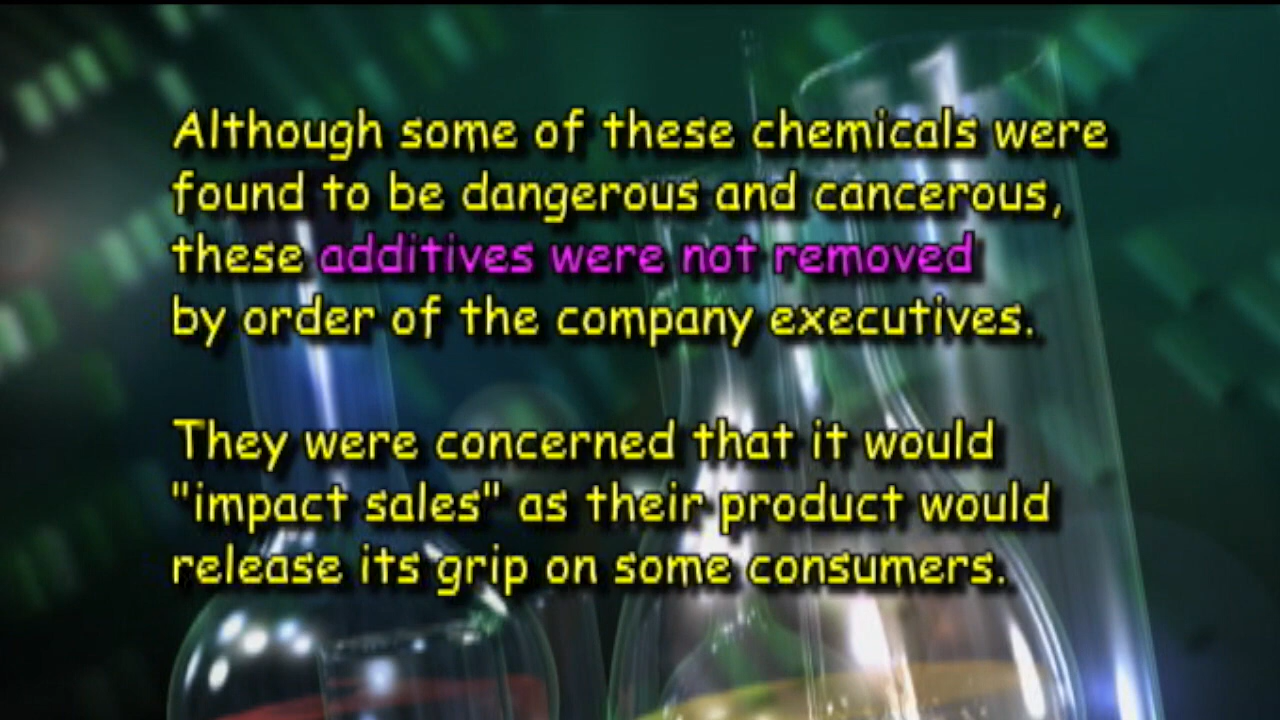 Although some of these chemicals were
found to be dangerous and cancerous,
these additives were not removed
by order of the company executives.
They were concerned that it would
"impact sales" as their product would
release its grip on some consumers.